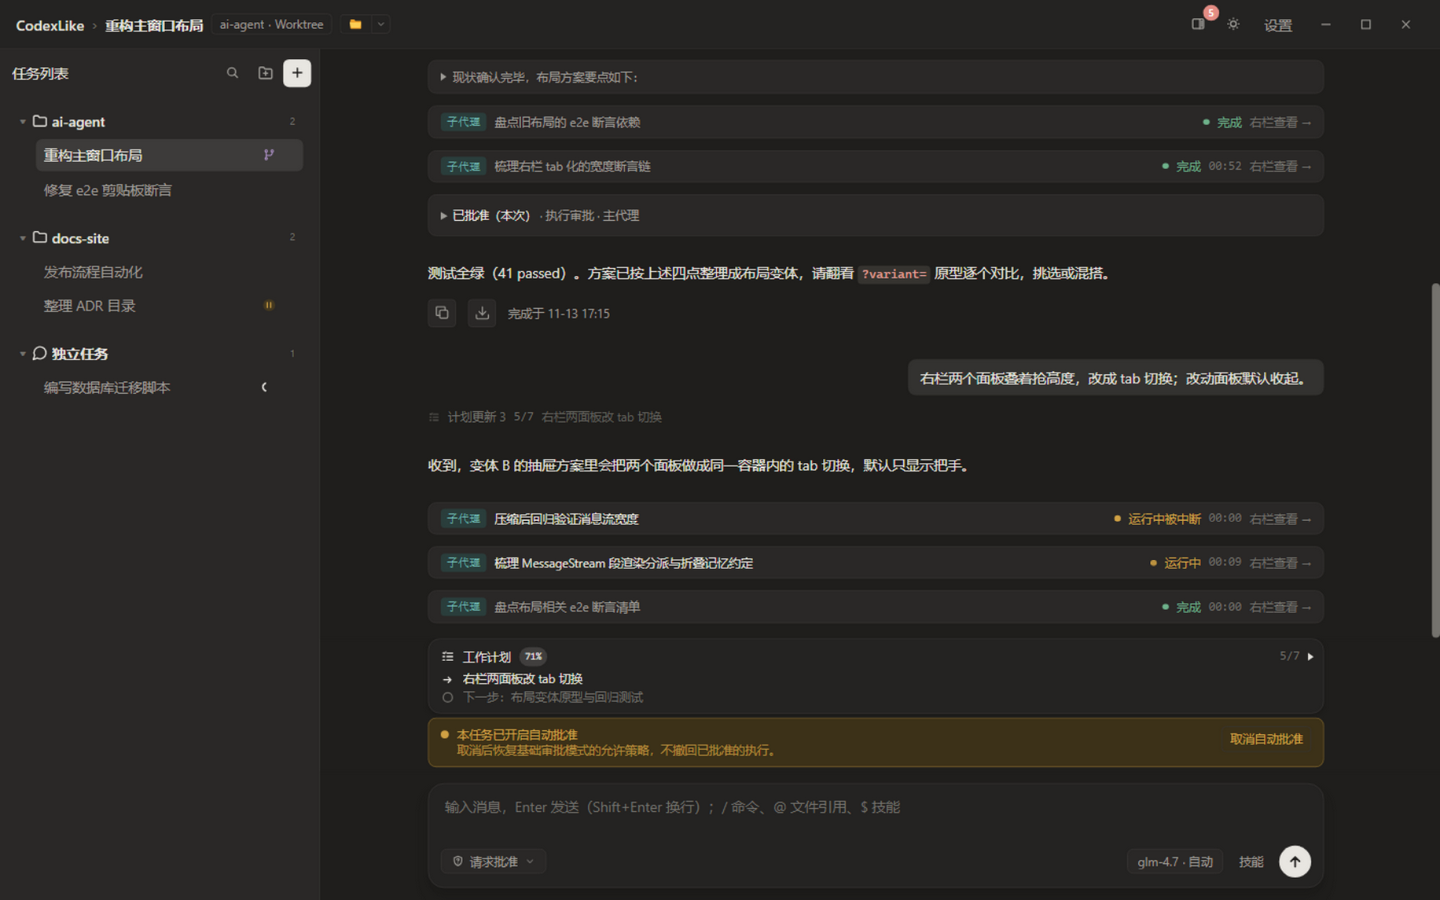 CodexLike › 重构主窗口布局 ai-agent · Worktree
5
设置
任务列表
ai-agent 2
重构主窗口布局
修复 e2e 剪贴板断言
docs-site 2
发布流程自动化
整理 ADR 目录
独立任务 1
编写数据库迁移脚本
现状确认完毕，布局方案要点如下：
子代理 盘点旧布局的 e2e 断言依赖 完成 右栏查看 →
子代理 梳理右栏 tab 化的宽度断言链 完成 00:52 右栏查看 →
已批准（本次） · 执行审批 · 主代理
测试全绿（41 passed）。方案已按上述四点整理成布局变体，请翻看 ?variant= 原型逐个对比，挑选或混搭。
完成于 11-13 17:15
右栏两个面板叠着抢高度，改成 tab 切换；改动面板默认收起。
计划更新 3 5/7 右栏两面板改 tab 切换
收到，变体 B 的抽屉方案里会把两个面板做成同一容器内的 tab 切换，默认只显示把手。
子代理 压缩后回归验证消息流宽度 运行中被中断 00:00 右栏查看 →
子代理 梳理 MessageStream 段渲染分派与折叠记忆约定 运行中 00:09 右栏查看 →
子代理 盘点布局相关 e2e 断言清单 完成 00:00 右栏查看 →
工作计划 71% 5/7
→ 右栏两面板改 tab 切换
下一步：布局变体原型与回归测试
本任务已开启自动批准
取消后恢复基础审批模式的允许策略，不撤回已批准的执行。
取消自动批准
输入消息，Enter 发送（Shift+Enter 换行）；/ 命令、@ 文件引用、$ 技能
请求批准
glm-4.7 · 自动 技能